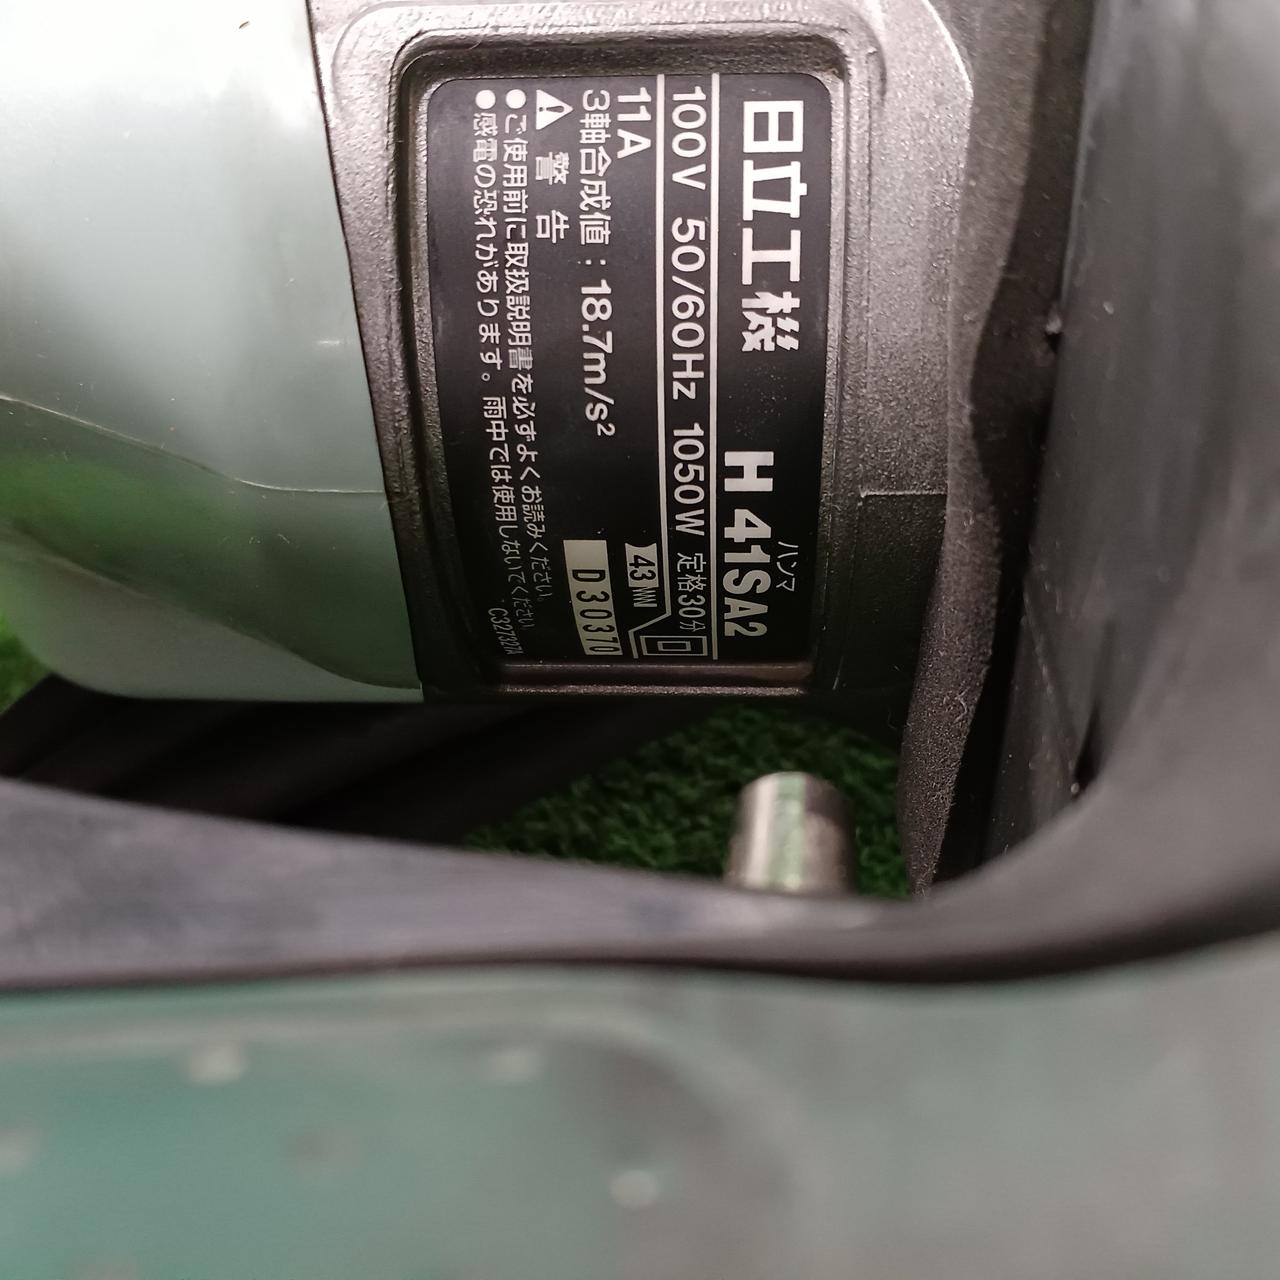 日立工機
ハンマ
H 41SA2
100V 50/60Hz 1050W 定格30分
11A
3軸合成値：18.7m/s²
43 WW
D30370
警告
●ご使用前に取扱説明書を必ずよくお読みください。
●感電の恐れがあります。雨中では使用しないでください
C327327A